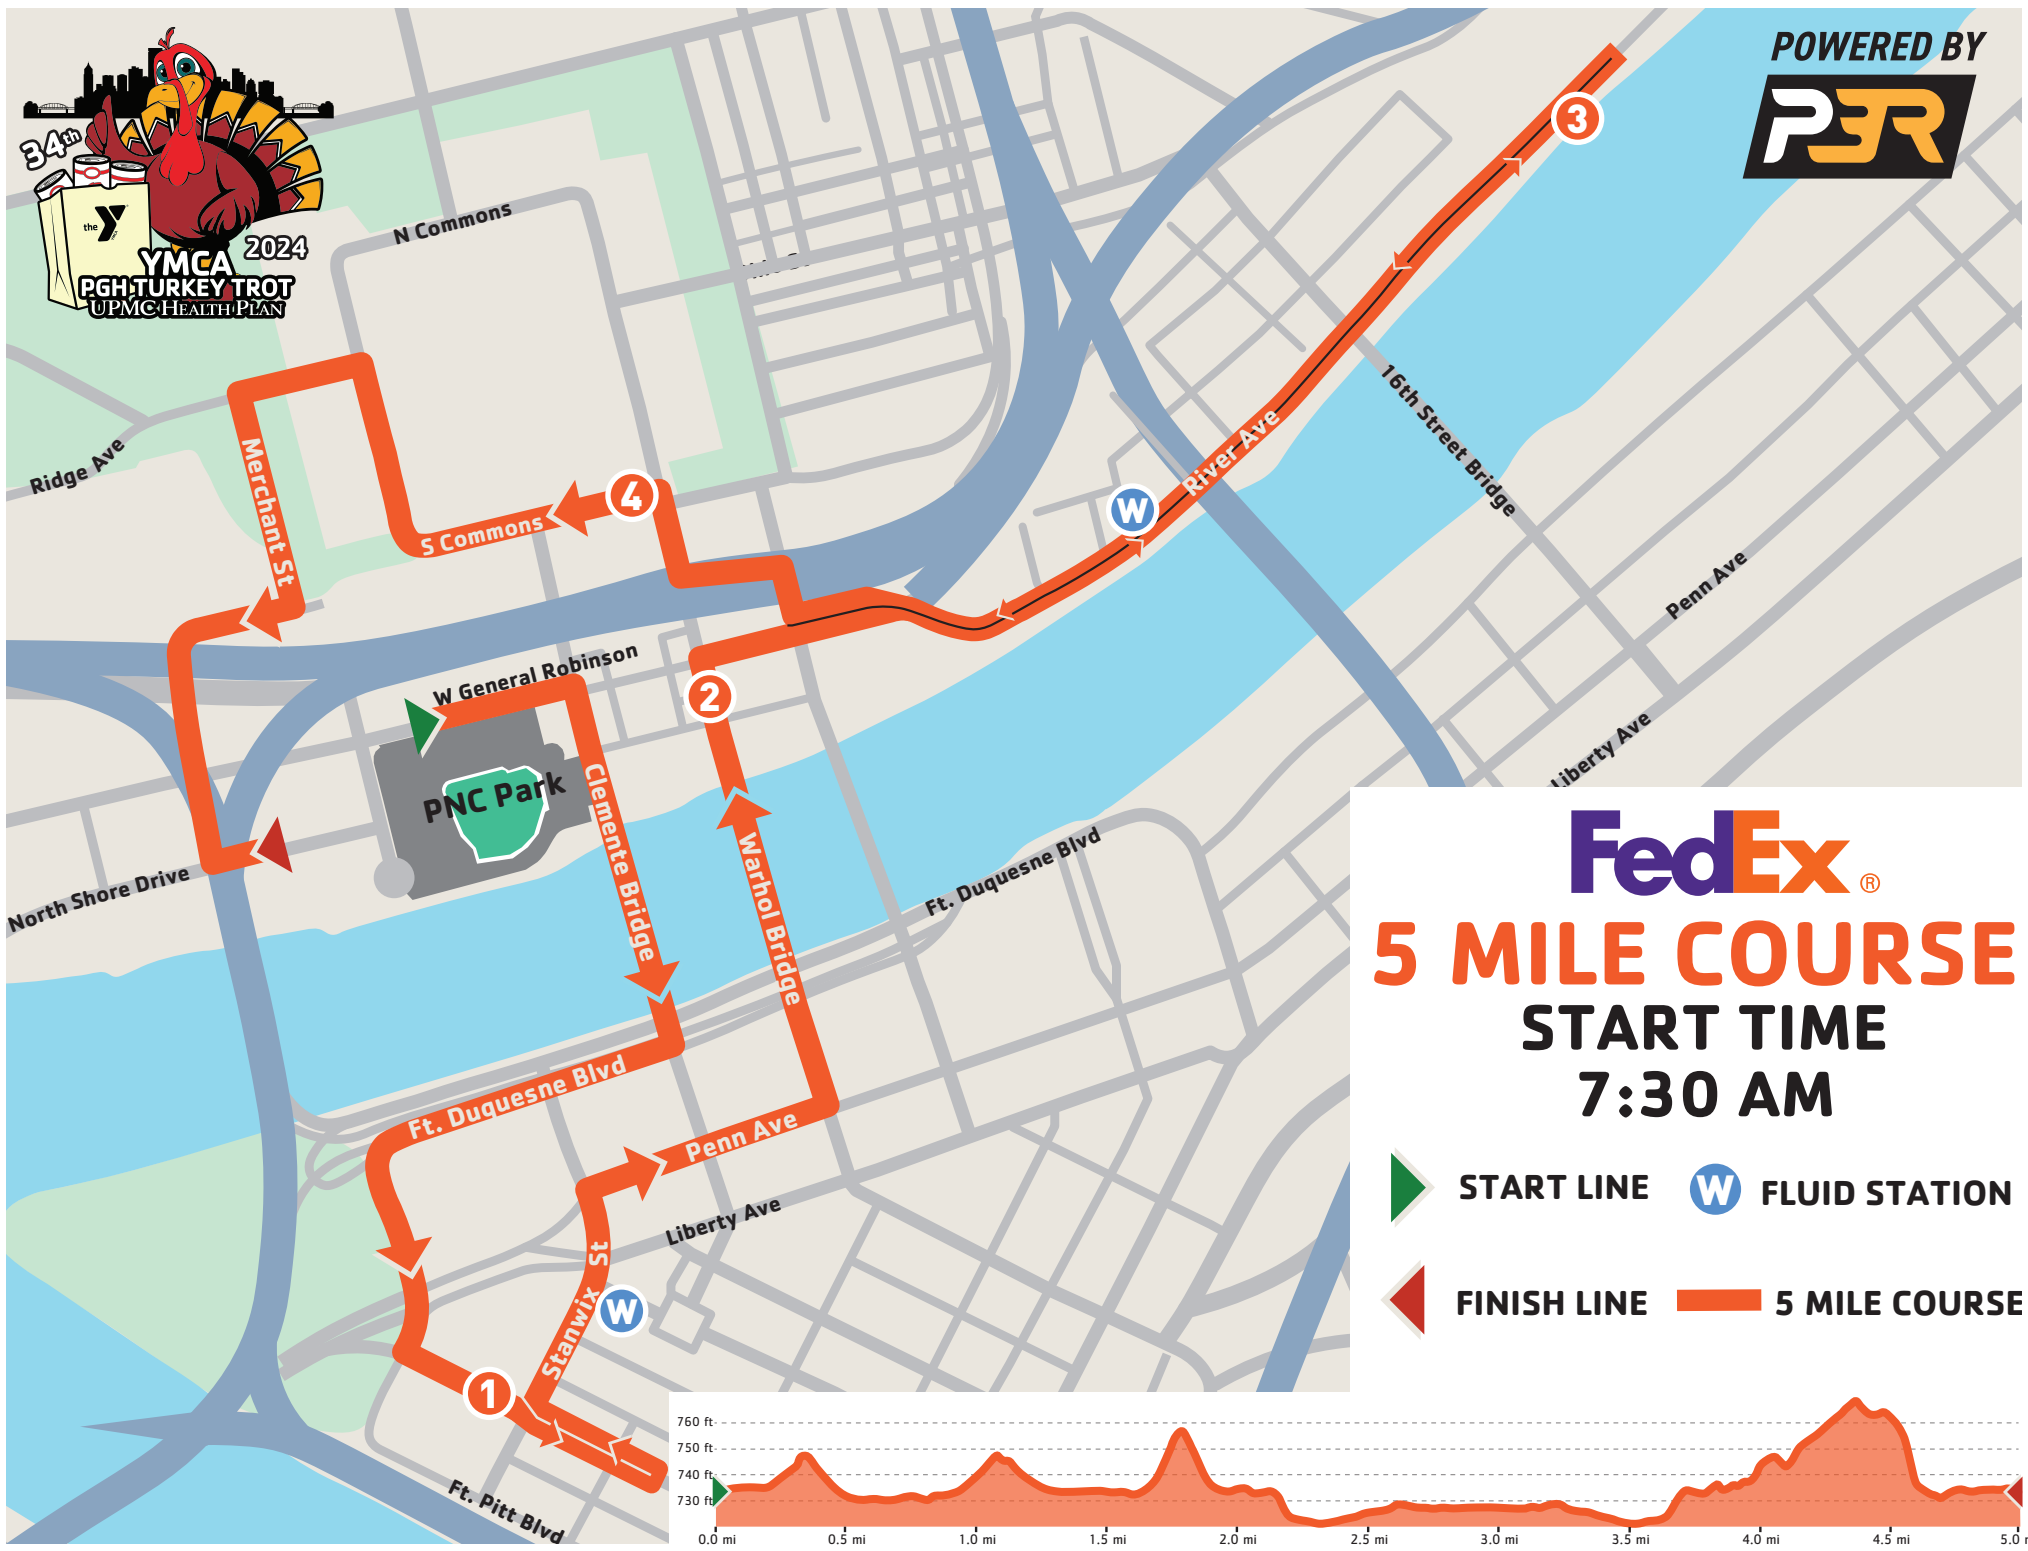 POWERED BY
P3R
34th
the Y
YMCA
2024
PGH TURKEY TROT
UPMC HEALTH PLAN
N Commons
3
Ridge Ave
Merchant St
S Commons
4
16th Street Bridge
River Ave
W
Penn Ave
W General Robinson
2
PNC Park
Clemente Bridge
Warhol Bridge
North Shore Drive
Ft. Duquesne Blvd
Liberty Ave
Ft. Duquesne Blvd
Penn Ave
Liberty Ave
Stanwix St
W
1
Ft. Pitt Blvd
FedEx®
5 MILE COURSE
START TIME
7:30 AM
START LINE
W FLUID STATION
FINISH LINE
5 MILE COURSE
760 ft
750 ft
740 ft
730 ft
0.0 mi 0.5 mi 1.0 mi 1.5 mi 2.0 mi 2.5 mi 3.0 mi 3.5 mi 4.0 mi 4.5 mi 5.0